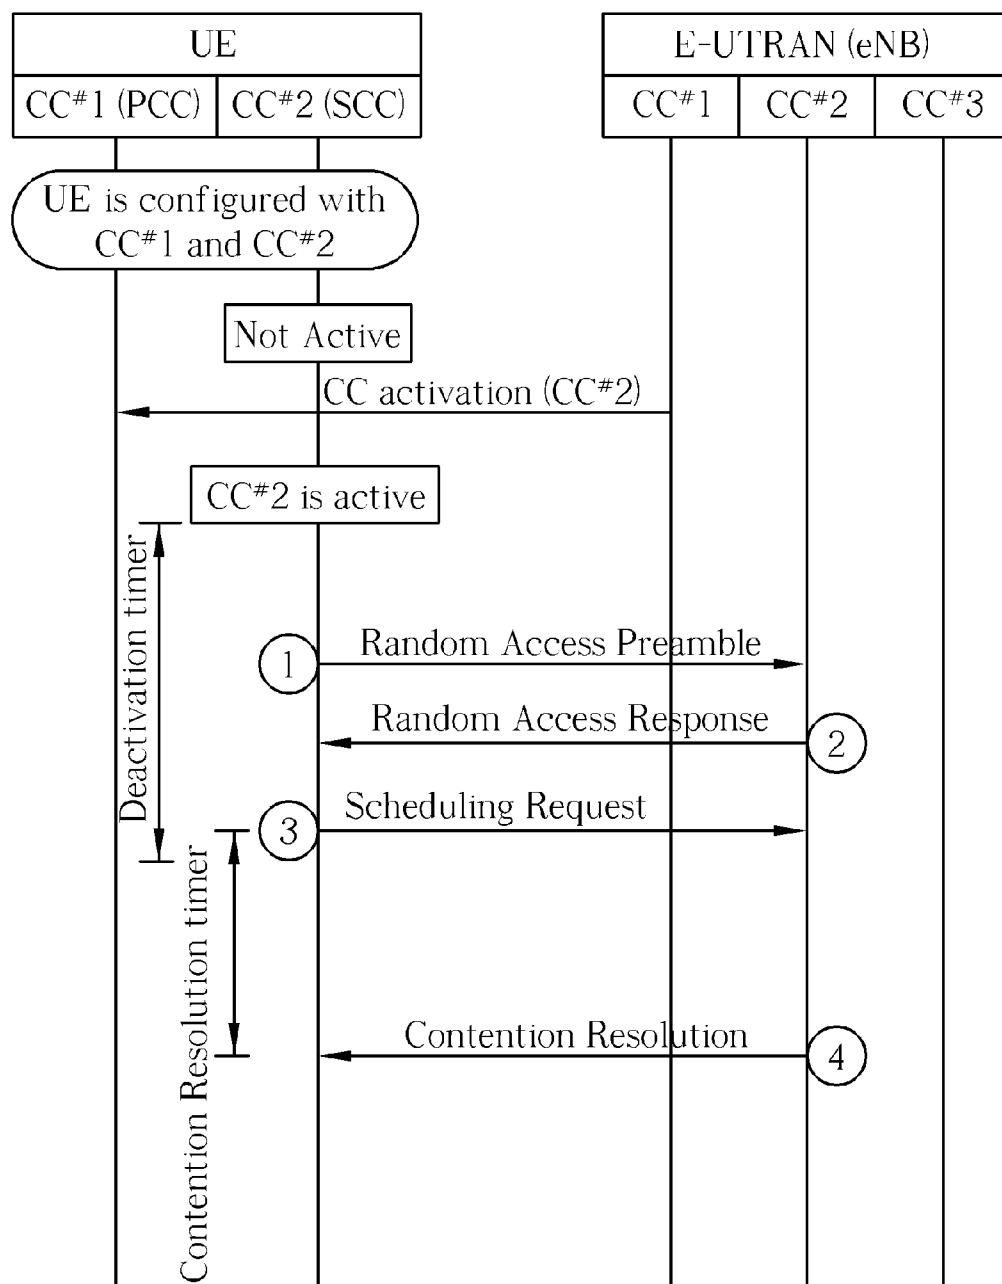 UE
E-UTRAN (eNB)
CC#1 (PCC)
CC#2 (SCC)
CC#1
CC#2
CC#3
UE is configured with
CC#1 and CC#2
Not Active
CC activation (CC#2)
CC#2 is active
Deactivation timer
1
Random Access Preamble
Random Access Response
2
3
Scheduling Request
Contention Resolution timer
Contention Resolution
4